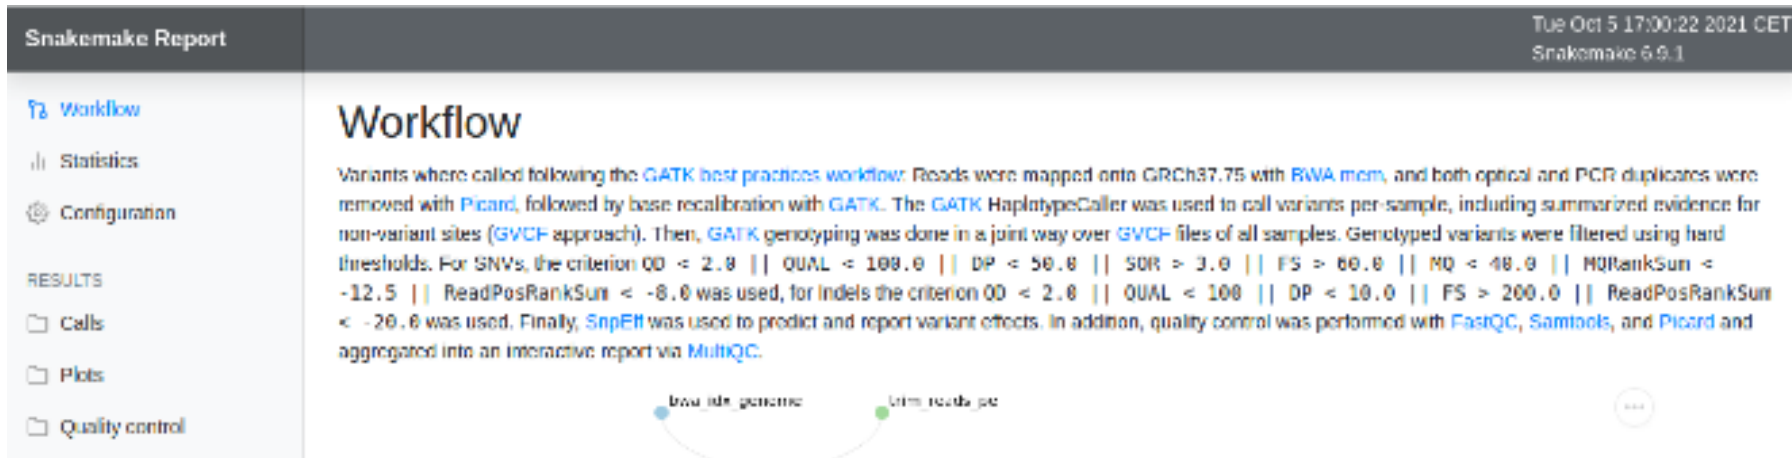 Snakemake Report
Tue Oct 5 17:00:22 2021 CET
Snakemake 6.9.1
Workflow
Statistics
Configuration
RESULTS
Calls
Plots
Quality control
Workflow
Variants where called following the GATK best practices workflow: Reads were mapped onto GRCh37.75 with BWA mem, and both optical and PCR duplicates were
removed with Picard, followed by base recalibration with GATK. The GATK HaplotypeCaller was used to call variants per-sample, including summarized evidence for
non-variant sites (GVCF approach). Then, GATK genotyping was done in a joint way over GVCF files of all samples. Genotyped variants were filtered using hard
thresholds. For SNVs, the criterion QD < 2.0 || QUAL < 100.0 || DP < 50.0 || SOR > 3.0 || FS > 60.0 || MQ < 40.0 || MQRankSum <
-12.5 || ReadPosRankSum < -8.0 was used, for Indels the criterion QD < 2.0 || QUAL < 100 || DP < 10.0 || FS > 200.0 || ReadPosRankSum
< -20.0 was used. Finally, SnpEff was used to predict and report variant effects. In addition, quality control was performed with FastQC, Samtools, and Picard and
aggregated into an interactive report via MultiQC.
bwa_idx_genome
trim_reads_pe